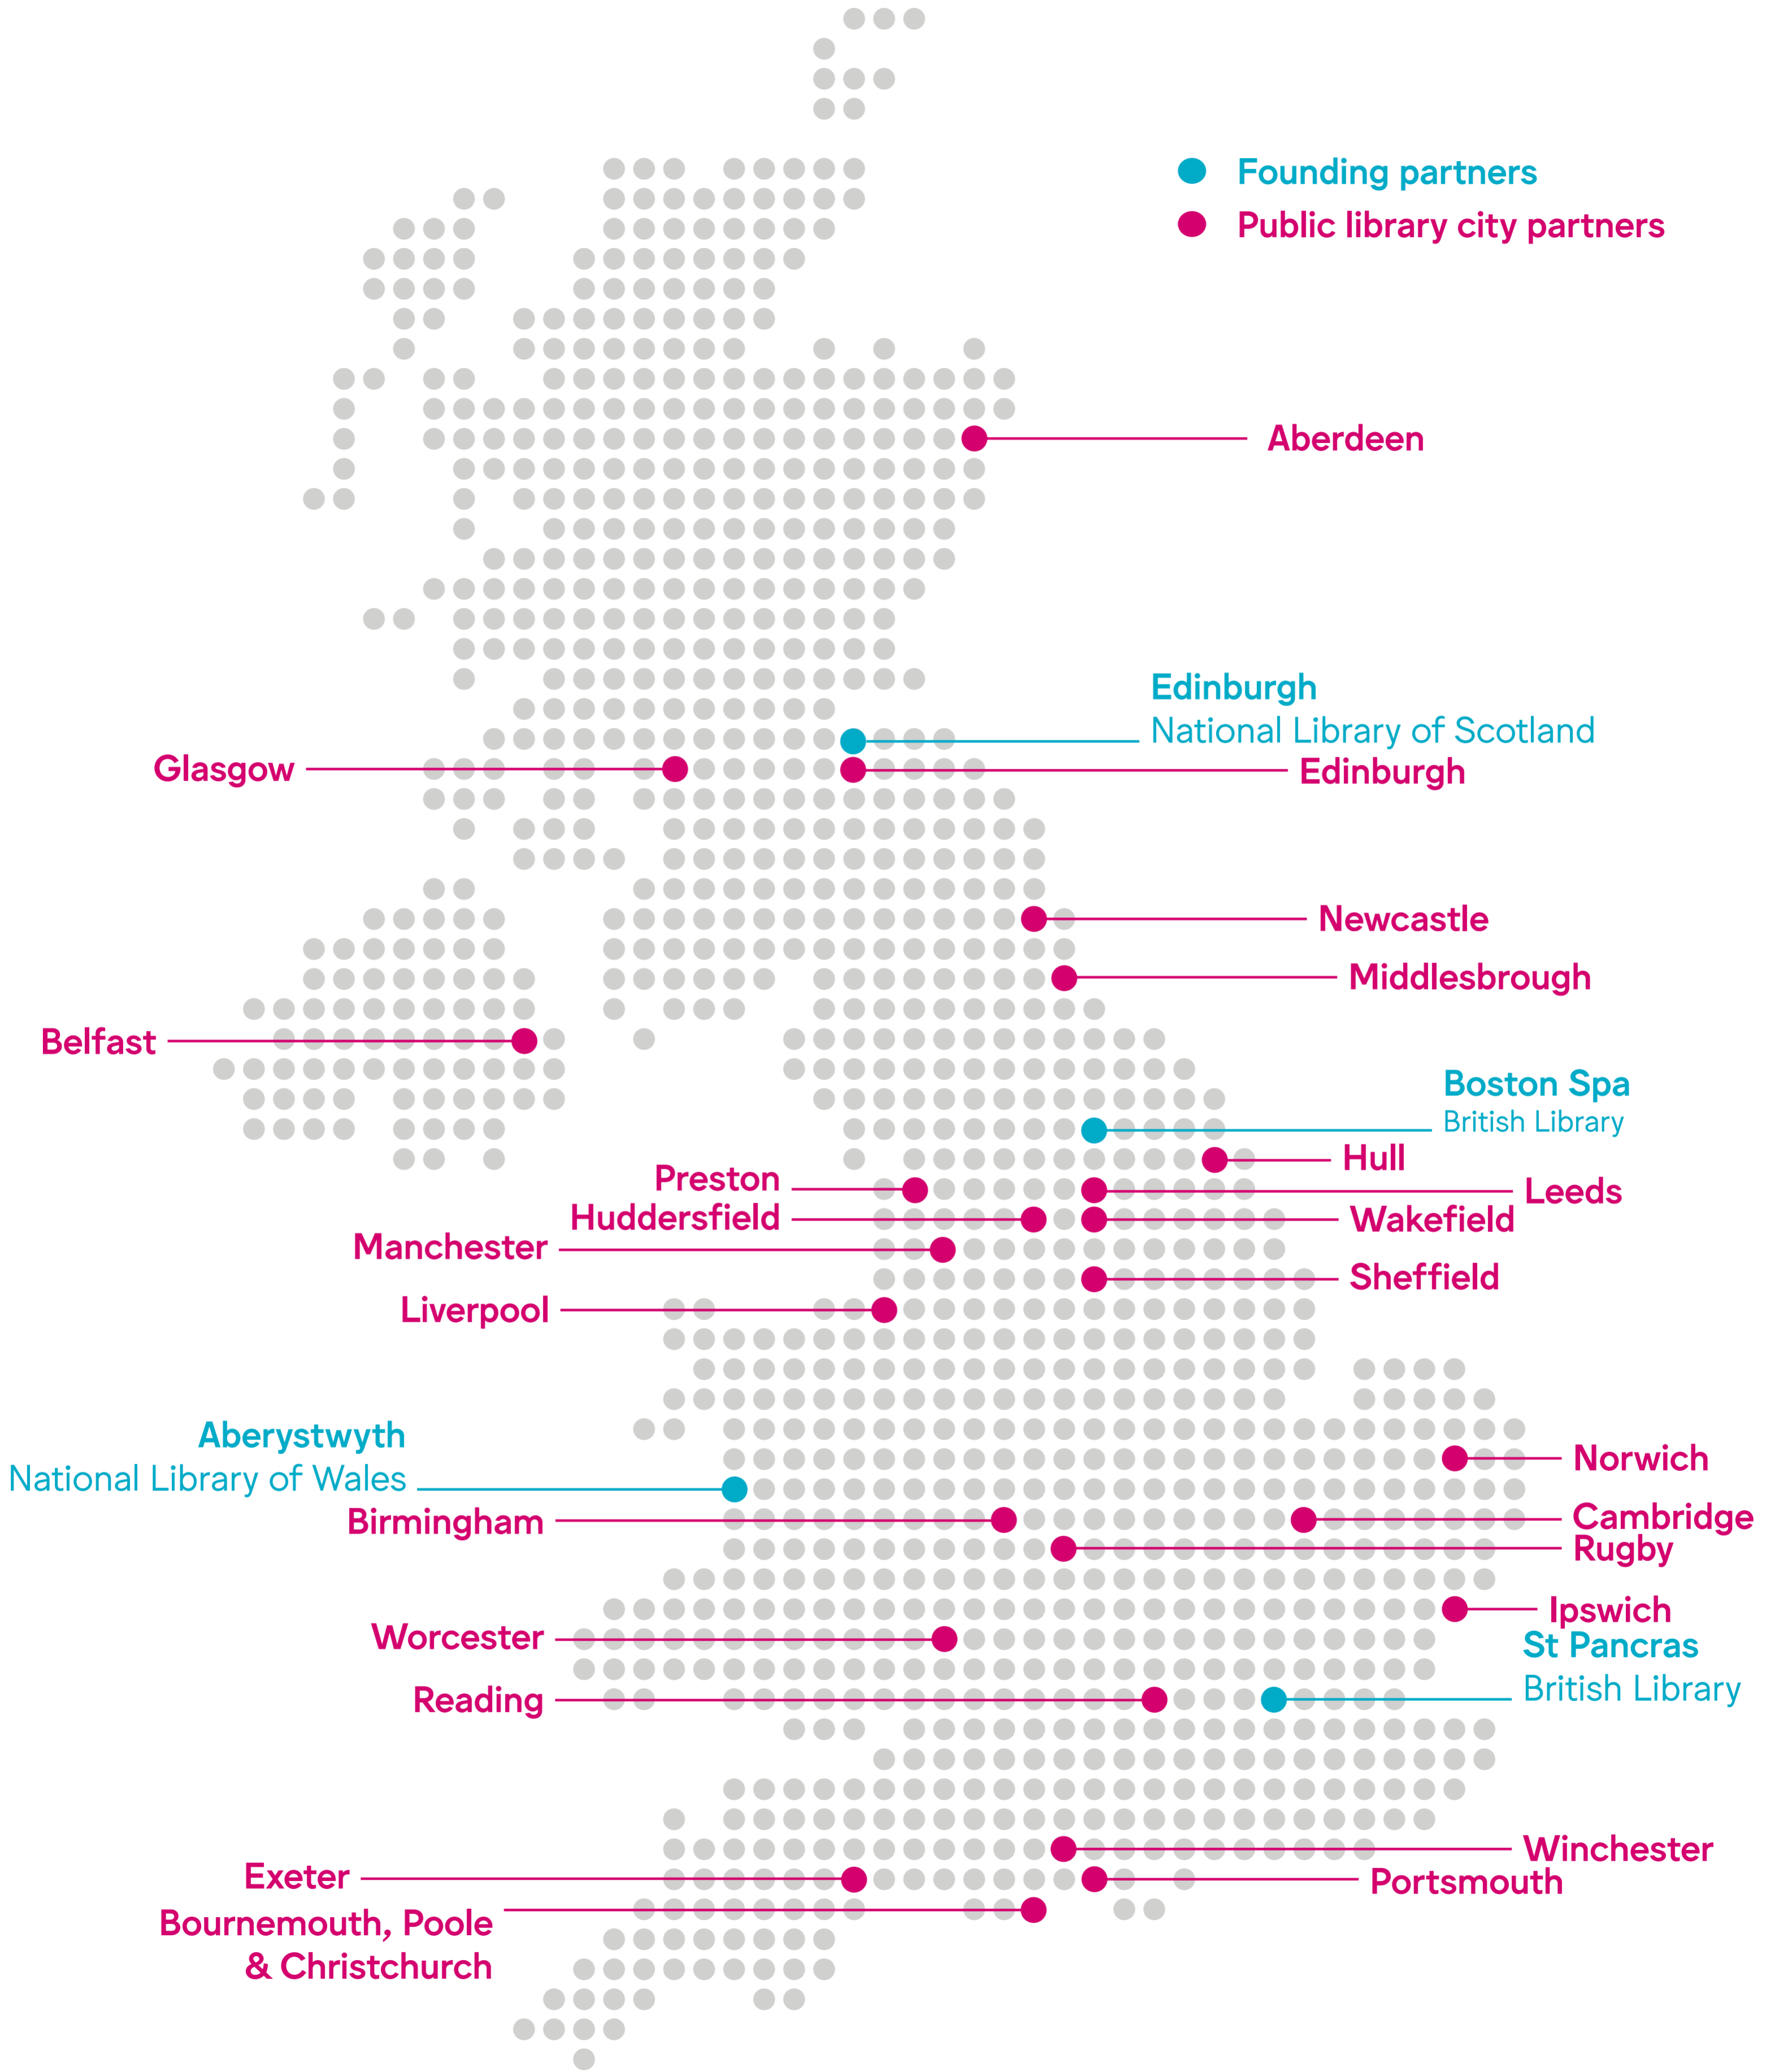 Founding partners
Public library city partners
Aberdeen
Edinburgh
National Library of Scotland
Glasgow
Edinburgh
Newcastle
Middlesbrough
Belfast
Boston Spa
British Library
Hull
Preston
Leeds
Huddersfield
Wakefield
Manchester
Sheffield
Liverpool
Aberystwyth
National Library of Wales
Norwich
Birmingham
Cambridge
Rugby
Ipswich
Worcester
St Pancras
British Library
Reading
Winchester
Exeter
Portsmouth
Bournemouth, Poole
& Christchurch